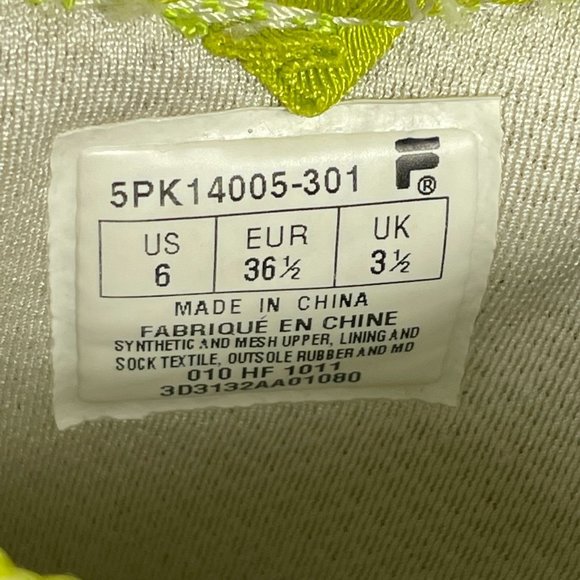 5PK14005-301 F®
US EUR UK
6 36½ 3½
MADE IN CHINA
FABRIQUÉ EN CHINE
SYNTHETIC AND MESH UPPER, LINING AND
SOCK TEXTILE, OUTSOLE RUBBER AND MD
010 HF 1011
3D3132AA01080